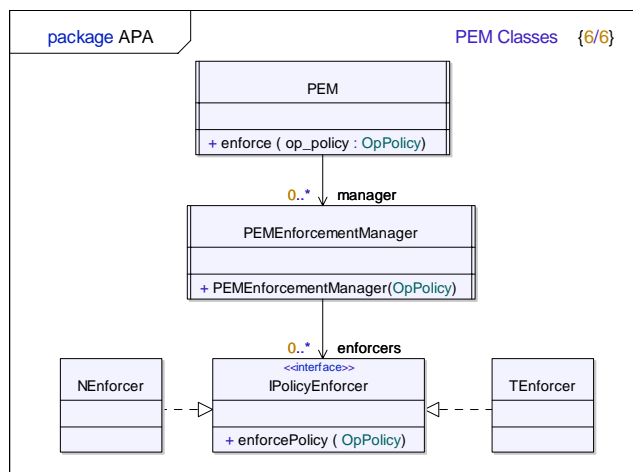 package APA
PEM Classes {6/6}
PEM
+ enforce ( op_policy : OpPolicy)
0..* manager
PEMEnforcementManager
+ PEMEnforcementManager(OpPolicy)
0..* enforcers
NEnforcer
<<interface>>
IPolicyEnforcer
TEnforcer
+ enforcePolicy ( OpPolicy)